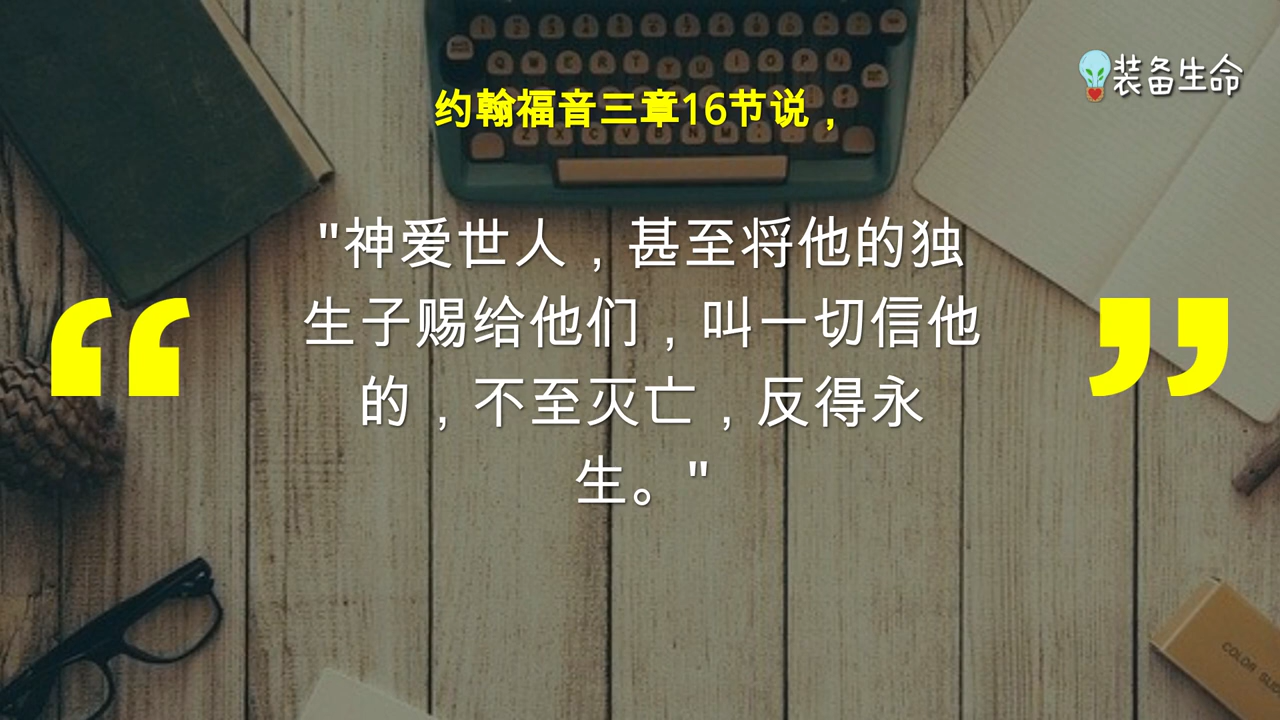 装备生命
约翰福音三章16节说，
"神爱世人，甚至将他的独
生子赐给他们，叫一切信他
的，不至灭亡，反得永
生。"
Q W E R T Y U I O P
Z X C V B N M
COLOR SLID